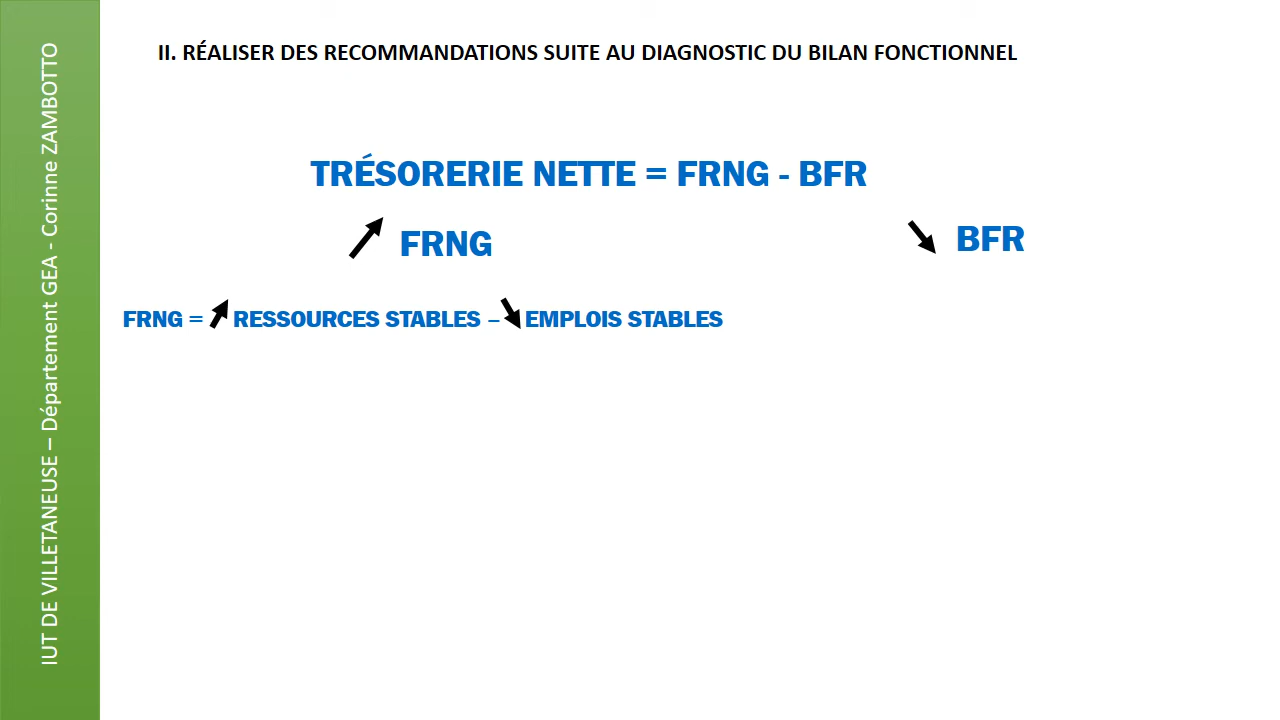 IUT DE VILLETANEUSE – Département GEA - Corinne ZAMBOTTO
II. RÉALISER DES RECOMMANDATIONS SUITE AU DIAGNOSTIC DU BILAN FONCTIONNEL
TRÉSORERIE NETTE = FRNG - BFR
FRNG
BFR
FRNG = RESSOURCES STABLES – EMPLOIS STABLES